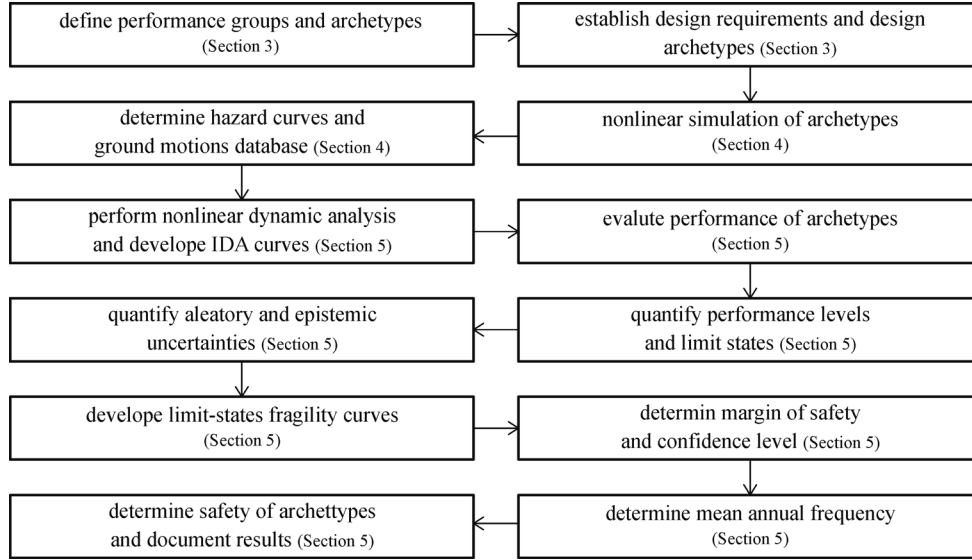 define performance groups and archetypes
(Section 3)
establish design requirements and design
archetypes (Section 3)
nonlinear simulation of archetypes
(Section 4)
determine hazard curves and
ground motions database (Section 4)
perform nonlinear dynamic analysis
and develope IDA curves (Section 5)
evalute performance of archetypes
(Section 5)
quantify performance levels
and limit states (Section 5)
quantify aleatory and epistemic
uncertainties (Section 5)
develope limit-states fragility curves
(Section 5)
determin margin of safety
and confidence level (Section 5)
determine mean annual frequency
(Section 5)
determine safety of archettypes
and document results (Section 5)